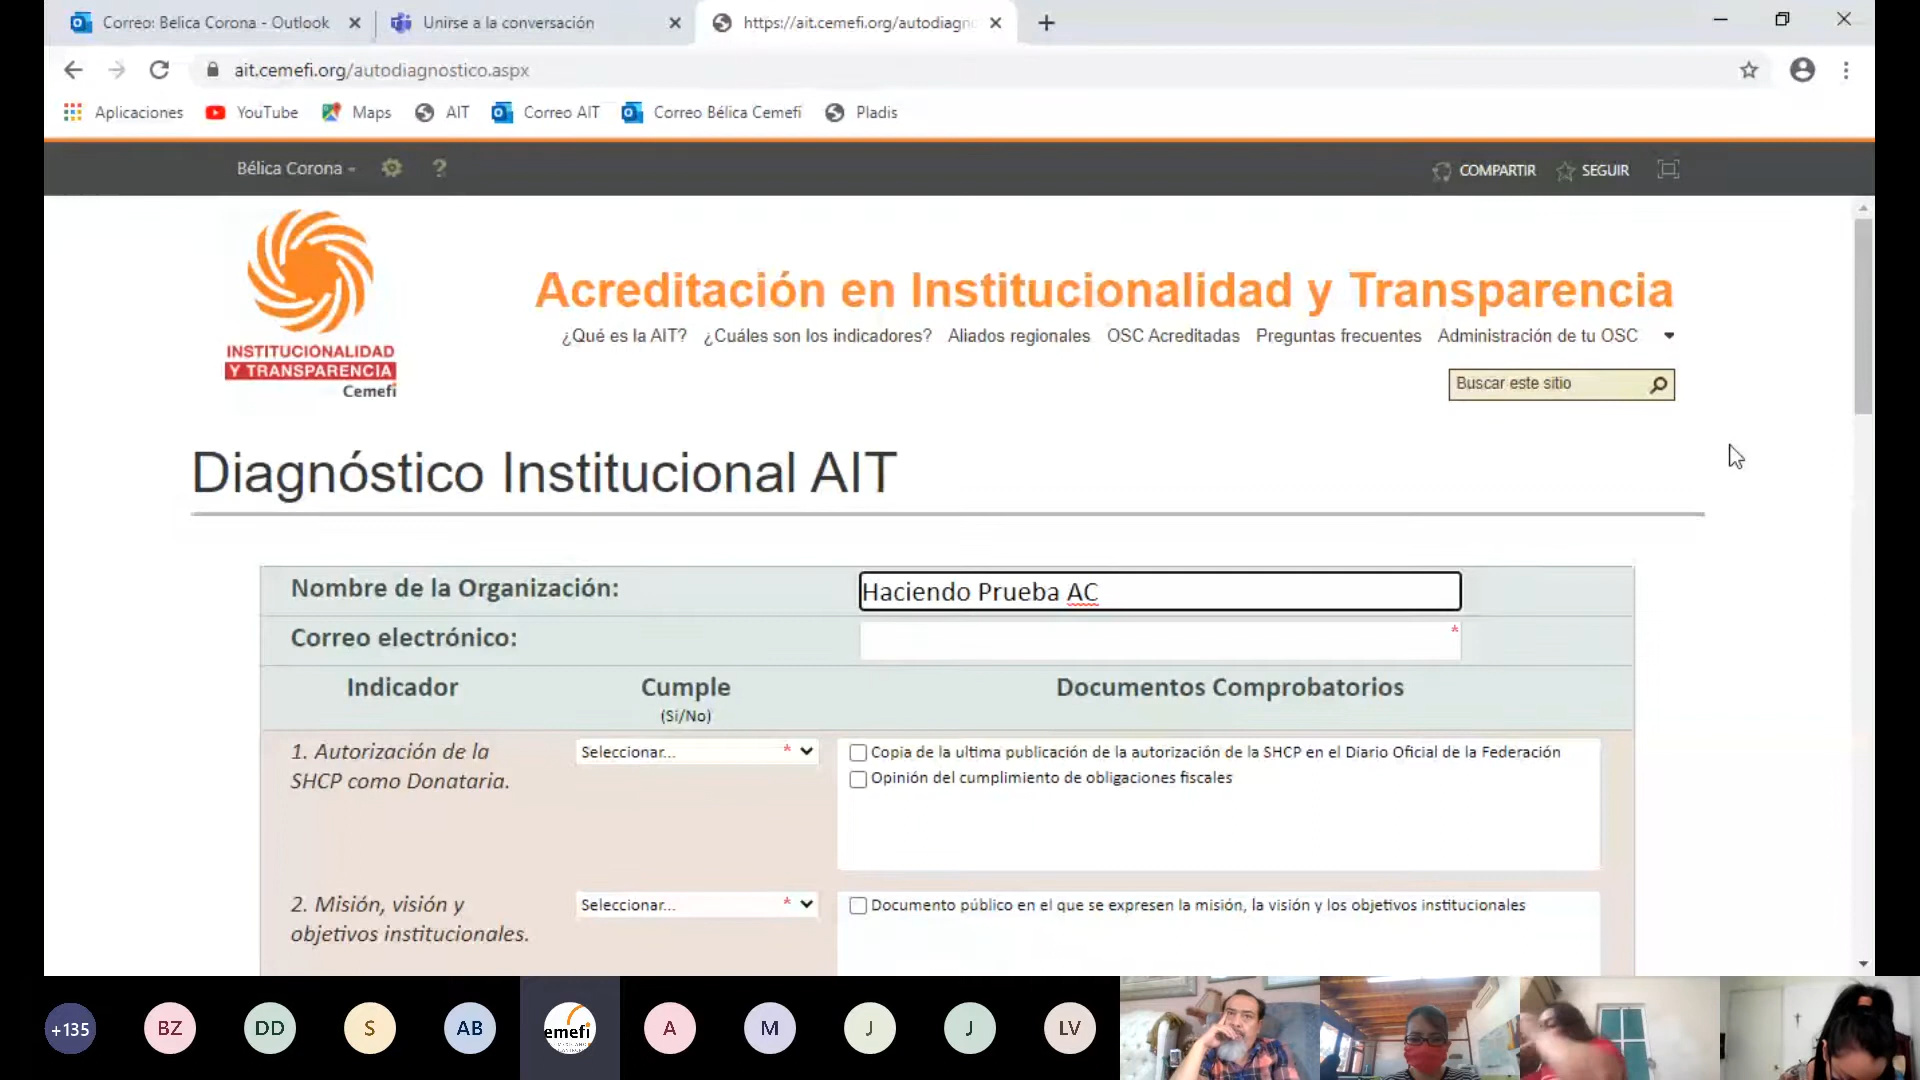 Correo: Bélica Corona - Outlook
Unirse a la conversación
https://ait.cemefi.org/autodiagno
ait.cemefi.org/autodiagnostico.aspx
Aplicaciones
YouTube
Maps
AIT
Correo AIT
Correo Bélica Cemefi
Pladis
Bélica Corona
?
COMPARTIR
SEGUIR
INSTITUCIONALIDAD
Y TRANSPARENCIA
Cemefi
Acreditación en Institucionalidad y Transparencia
¿Qué es la AIT? ¿Cuáles son los indicadores? Aliados regionales OSC Acreditadas Preguntas frecuentes Administración de tu OSC
Buscar este sitio
Diagnóstico Institucional AIT
Nombre de la Organización:
Haciendo Prueba AC
Correo electrónico:
*
Indicador
Cumple
(Si/No)
Documentos Comprobatorios
1. Autorización de la
SHCP como Donataria.
Seleccionar... *
Copia de la ultima publicación de la autorización de la SHCP en el Diario Oficial de la Federación
Opinión del cumplimiento de obligaciones fiscales
2. Misión, visión y
objetivos institucionales.
Seleccionar... *
Documento público en el que se expresen la misión, la visión y los objetivos institucionales
+135
BZ
DD
S
AB
emefi
A
M
J
J
LV